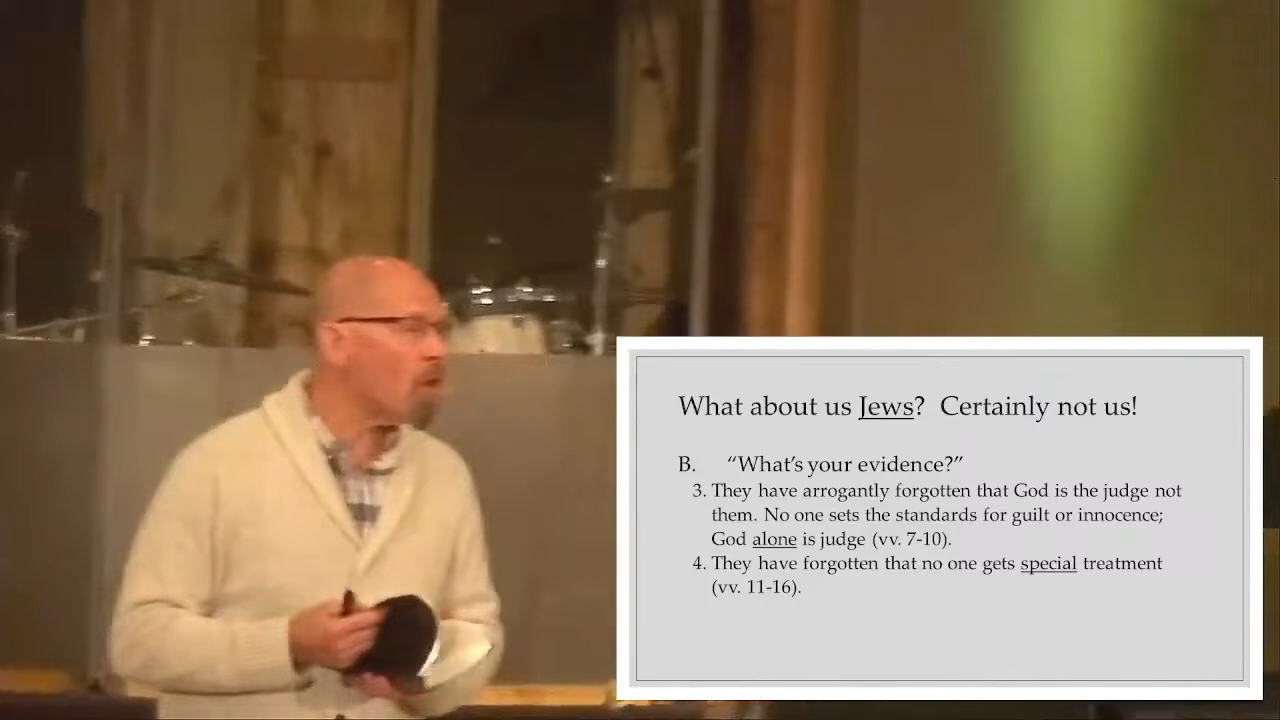 What about us Jews? Certainly not us!
B. “What’s your evidence?”
3. They have arrogantly forgotten that God is the judge not
them. No one sets the standards for guilt or innocence;
God alone is judge (vv. 7-10).
4. They have forgotten that no one gets special treatment
(vv. 11-16).